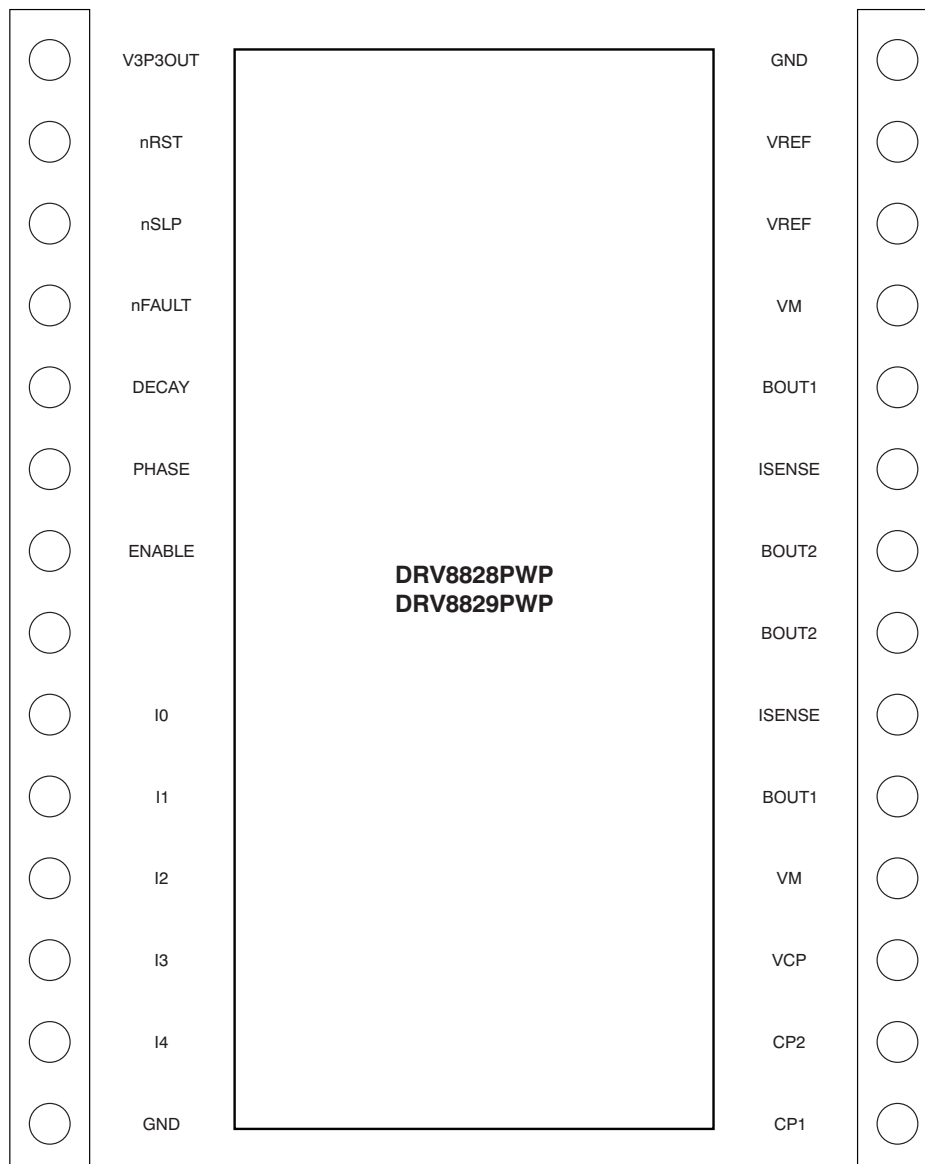 V3P3OUT GND
nRST VREF
nSLP VREF
nFAULT VM
DECAY BOUT1
PHASE ISENSE
ENABLE BOUT2
DRV8828PWP
DRV8829PWP
BOUT2
I0 ISENSE
I1 BOUT1
I2 VM
I3 VCP
I4 CP2
GND CP1